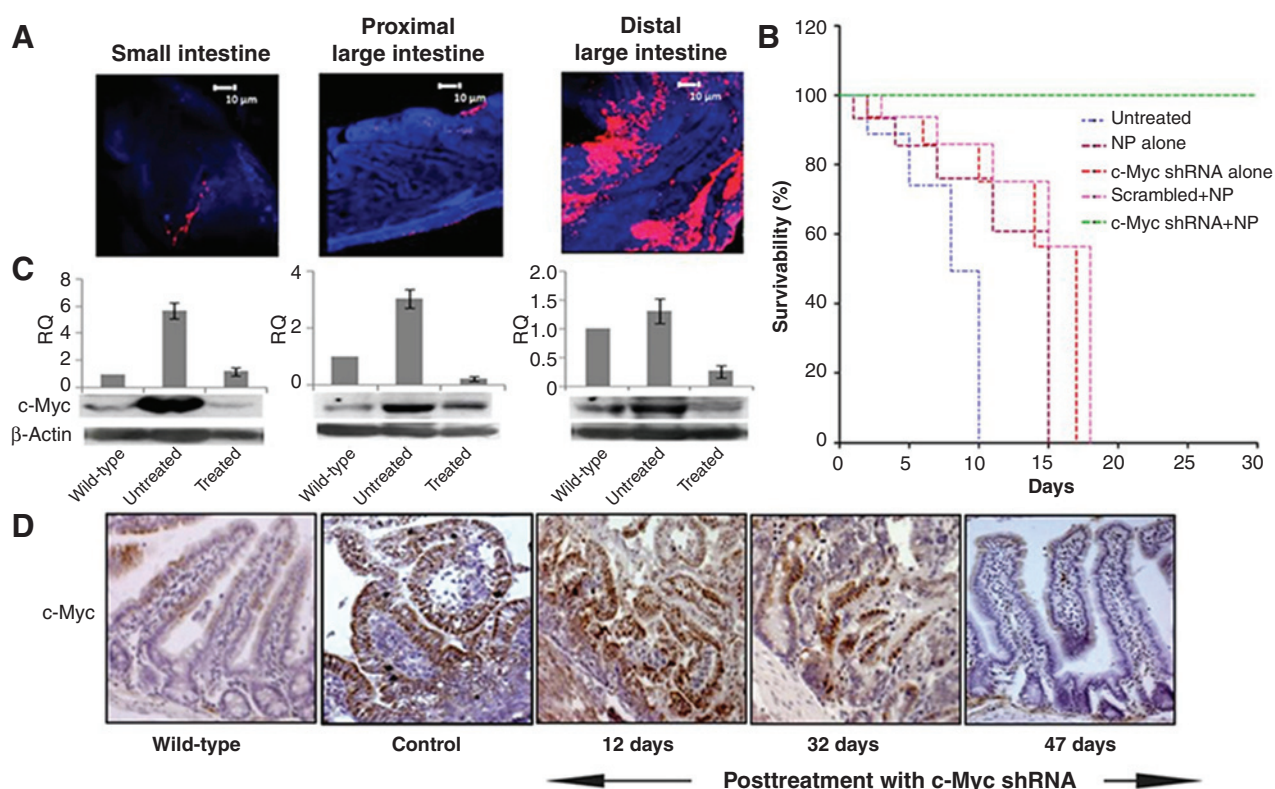 A
Small intestine
Proximal
large intestine
Distal
large intestine
10 μm
10 μm
10 μm
B
120
100
80
60
40
20
0
Survivability (%)
0 5 10 15 20 25 30
Days
Untreated
NP alone
c-Myc shRNA alone
Scrambled+NP
c-Myc shRNA+NP
C
8
6
4
2
0
RQ
4
2
0
RQ
2.0
1.5
1.0
0.5
0
RQ
c-Myc
β-Actin
Wild-type Untreated Treated
Wild-type Untreated Treated
Wild-type Untreated Treated
D
c-Myc
Wild-type Control 12 days 32 days 47 days
Posttreatment with c-Myc shRNA